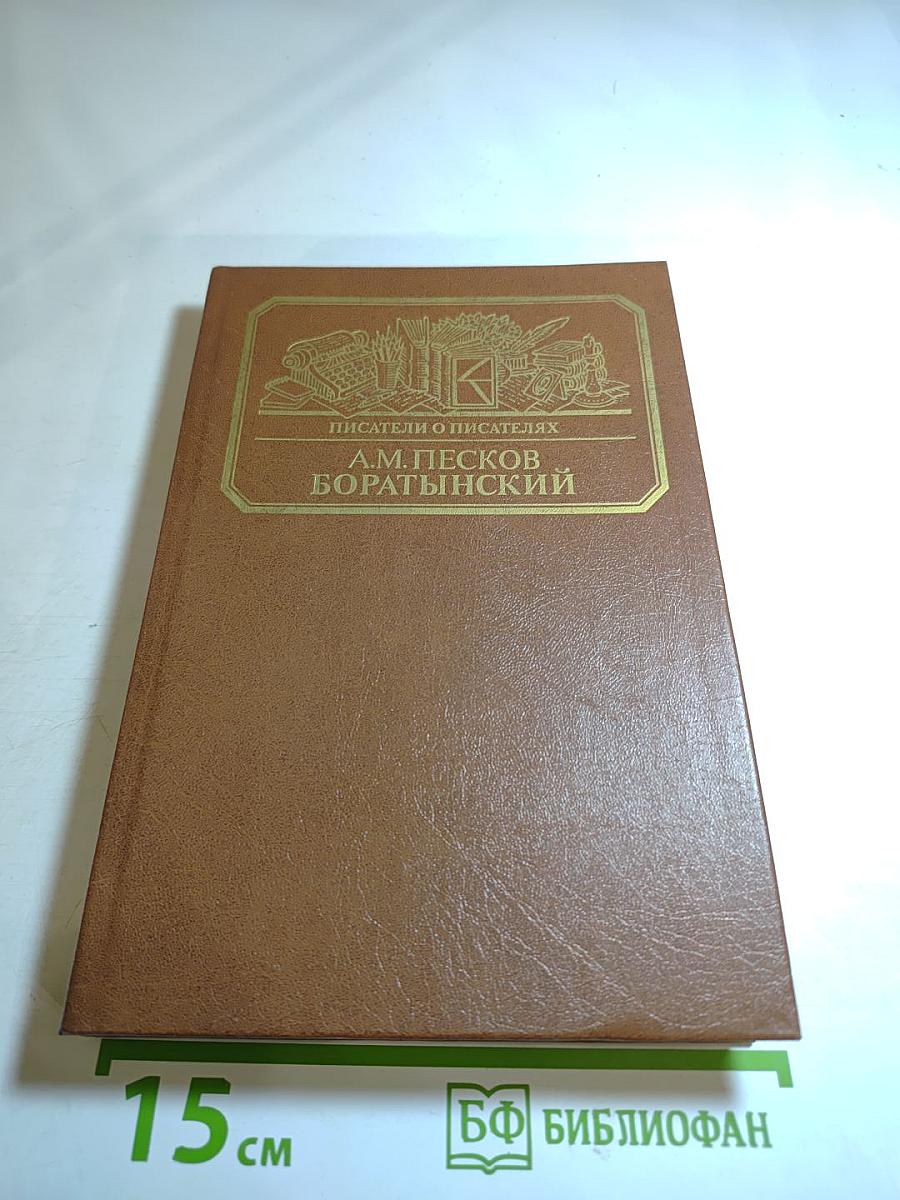 ПИСАТЕЛИ О ПИСАТЕЛЯХ
А.М.ПЕСКОВ
БОРАТЫНСКИЙ
15 см
БФ БИБЛИОФАН